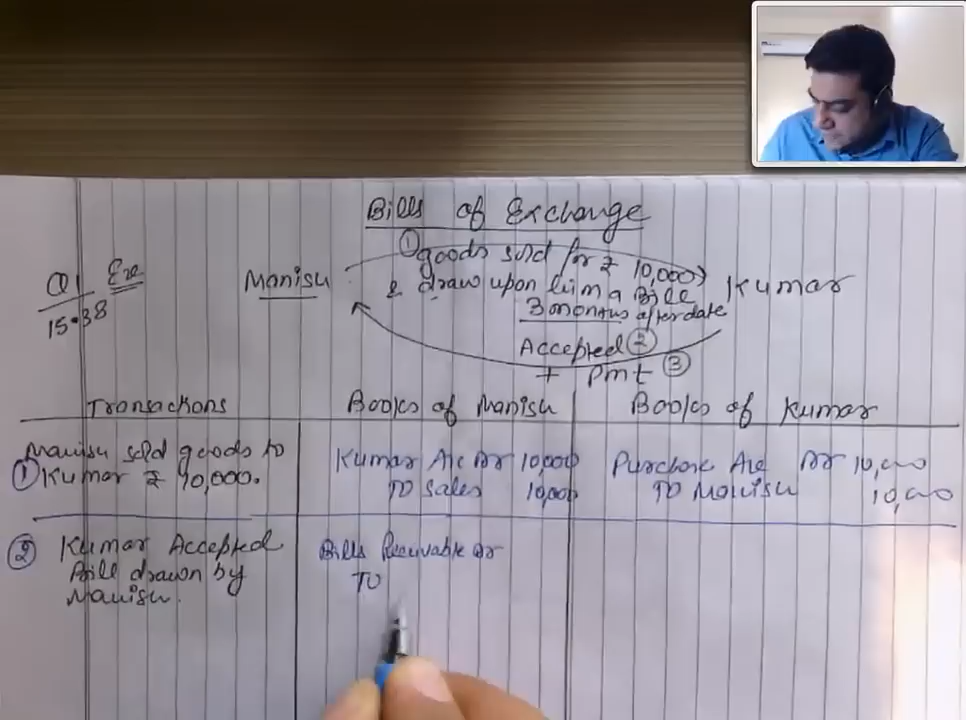 Bills of Exchange
Q1 Exe
15.38
Manish
① goods sold for ₹ 10,000
& draw upon him a Bill
3 months after date
Kumar
Accepted ②
+ Pmt ③
Transactions
Books of Manish
Books of Kumar
Manish sold goods to
① Kumar ₹ 10,000.
Kumar A/c Dr 10,000
To Sales 10,000
Purchase A/c Dr 10,000
To Manish 10,000
② Kumar Accepted
Bill drawn by
Manish.
Bills Receivable Dr
To